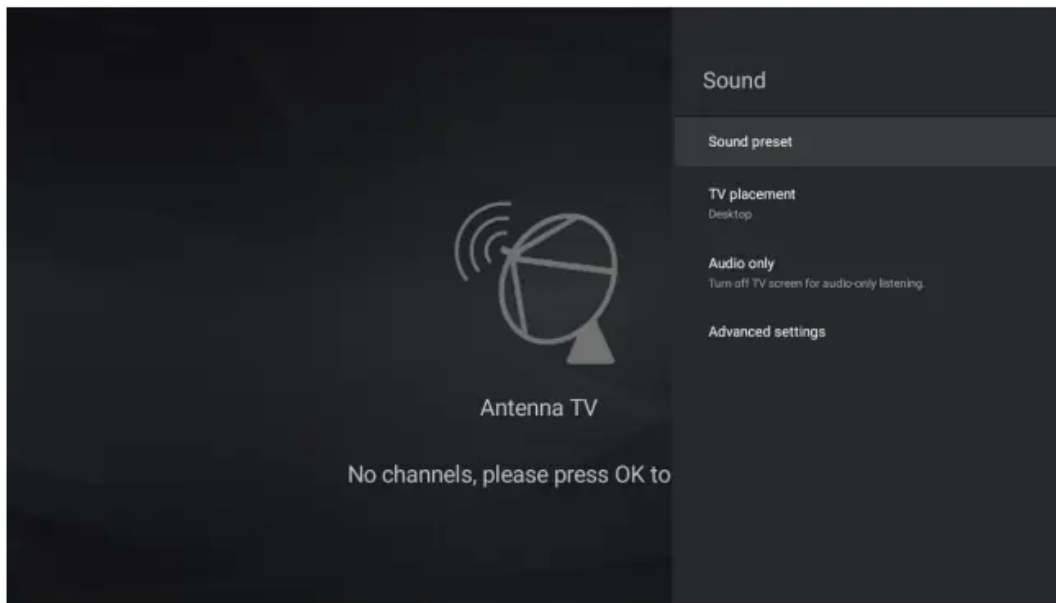 Sound
Sound preset
TV placement
Desktop
Audio only
Turn off TV screen for audio-only listening.
Advanced settings
Antenna TV
No channels, please press OK to